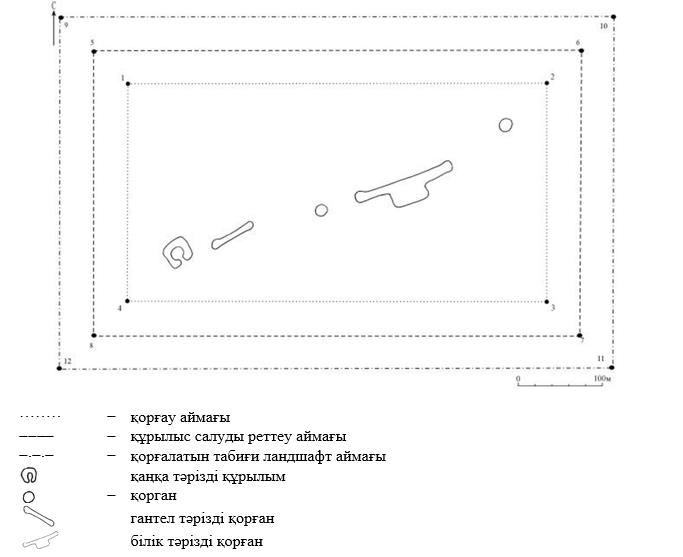 С
9
10
5
6
1
2
4
3
8
7
12
11
0 100м
– қорғау аймағы
– құрылыс салуды реттеу аймағы
– қорғалатын табиғи ландшафт аймағы
қаңқа тәрізді құрылым
– қорган
гантел тәрізді қорған
білік тәрізді қорған